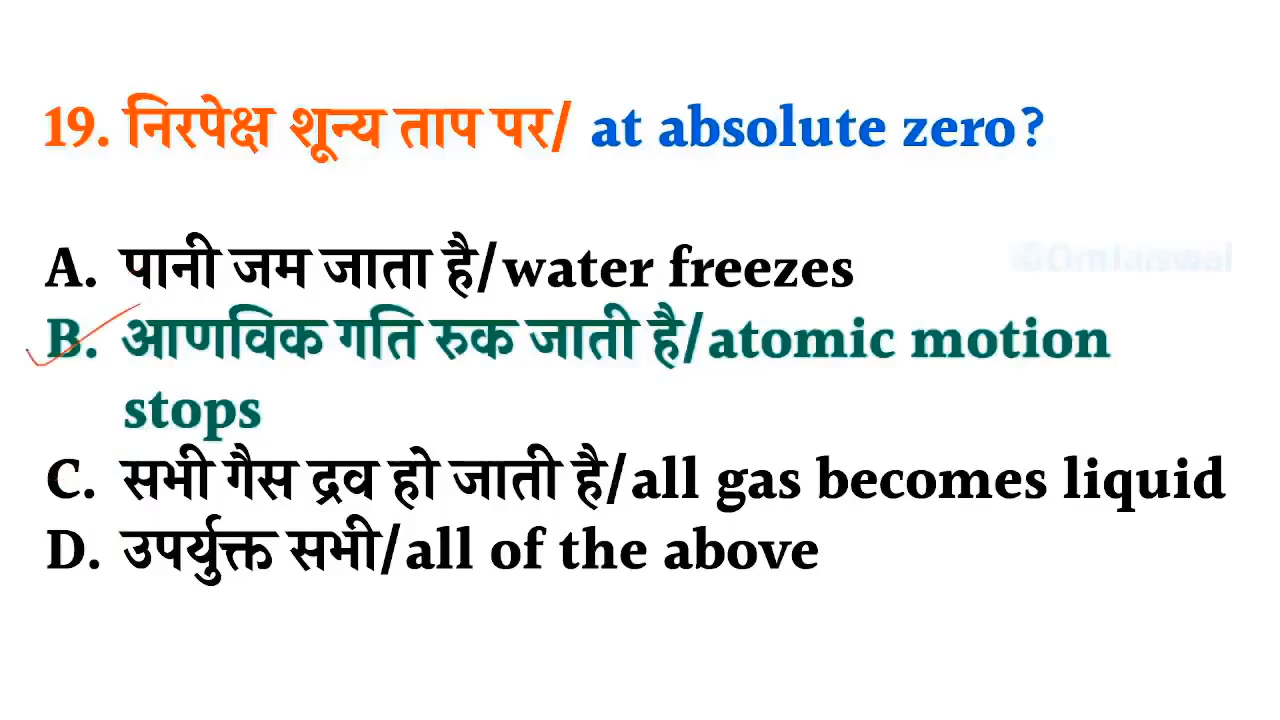 19. निरपेक्ष शून्य ताप पर/ at absolute zero?
@OmJaiswal
A. पानी जम जाता है/water freezes
B. आणविक गति रुक जाती है/atomic motion
stops
C. सभी गैस द्रव हो जाती है/all gas becomes liquid
D. उपर्युक्त सभी/all of the above